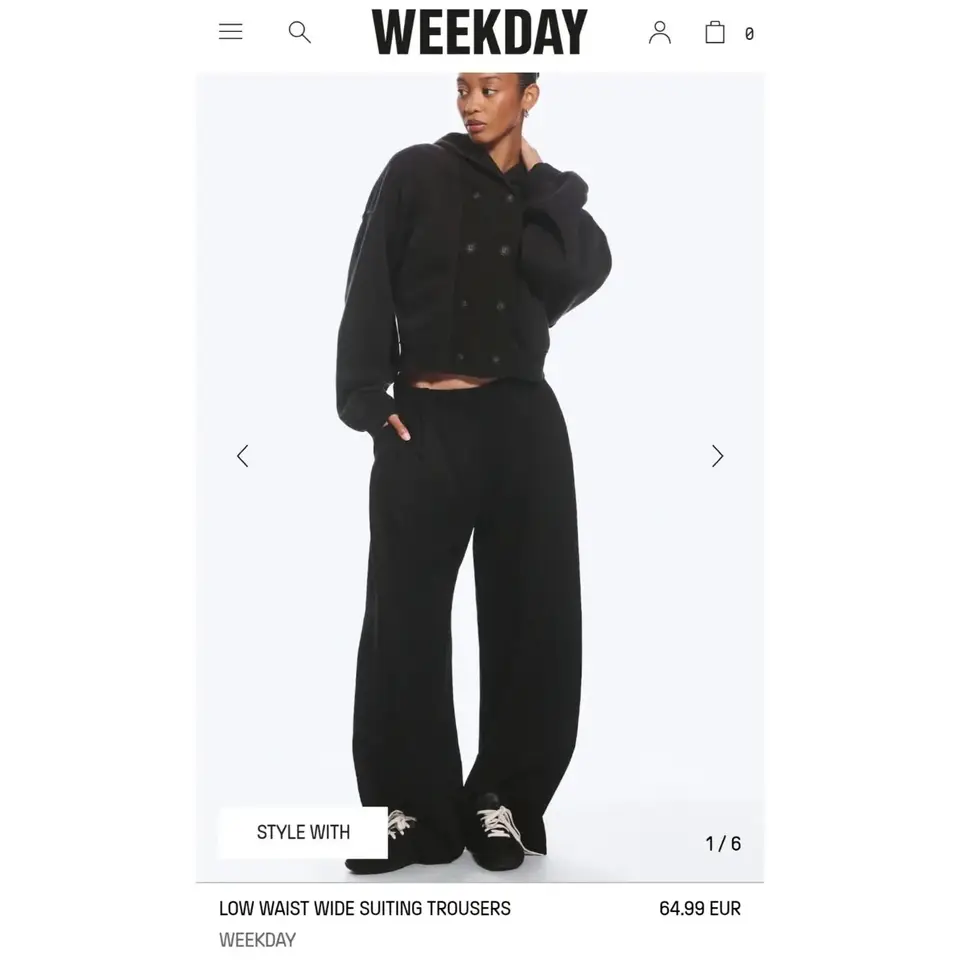 WEEKDAY
0
STYLE WITH
1 / 6
LOW WAIST WIDE SUITING TROUSERS
64.99 EUR
WEEKDAY